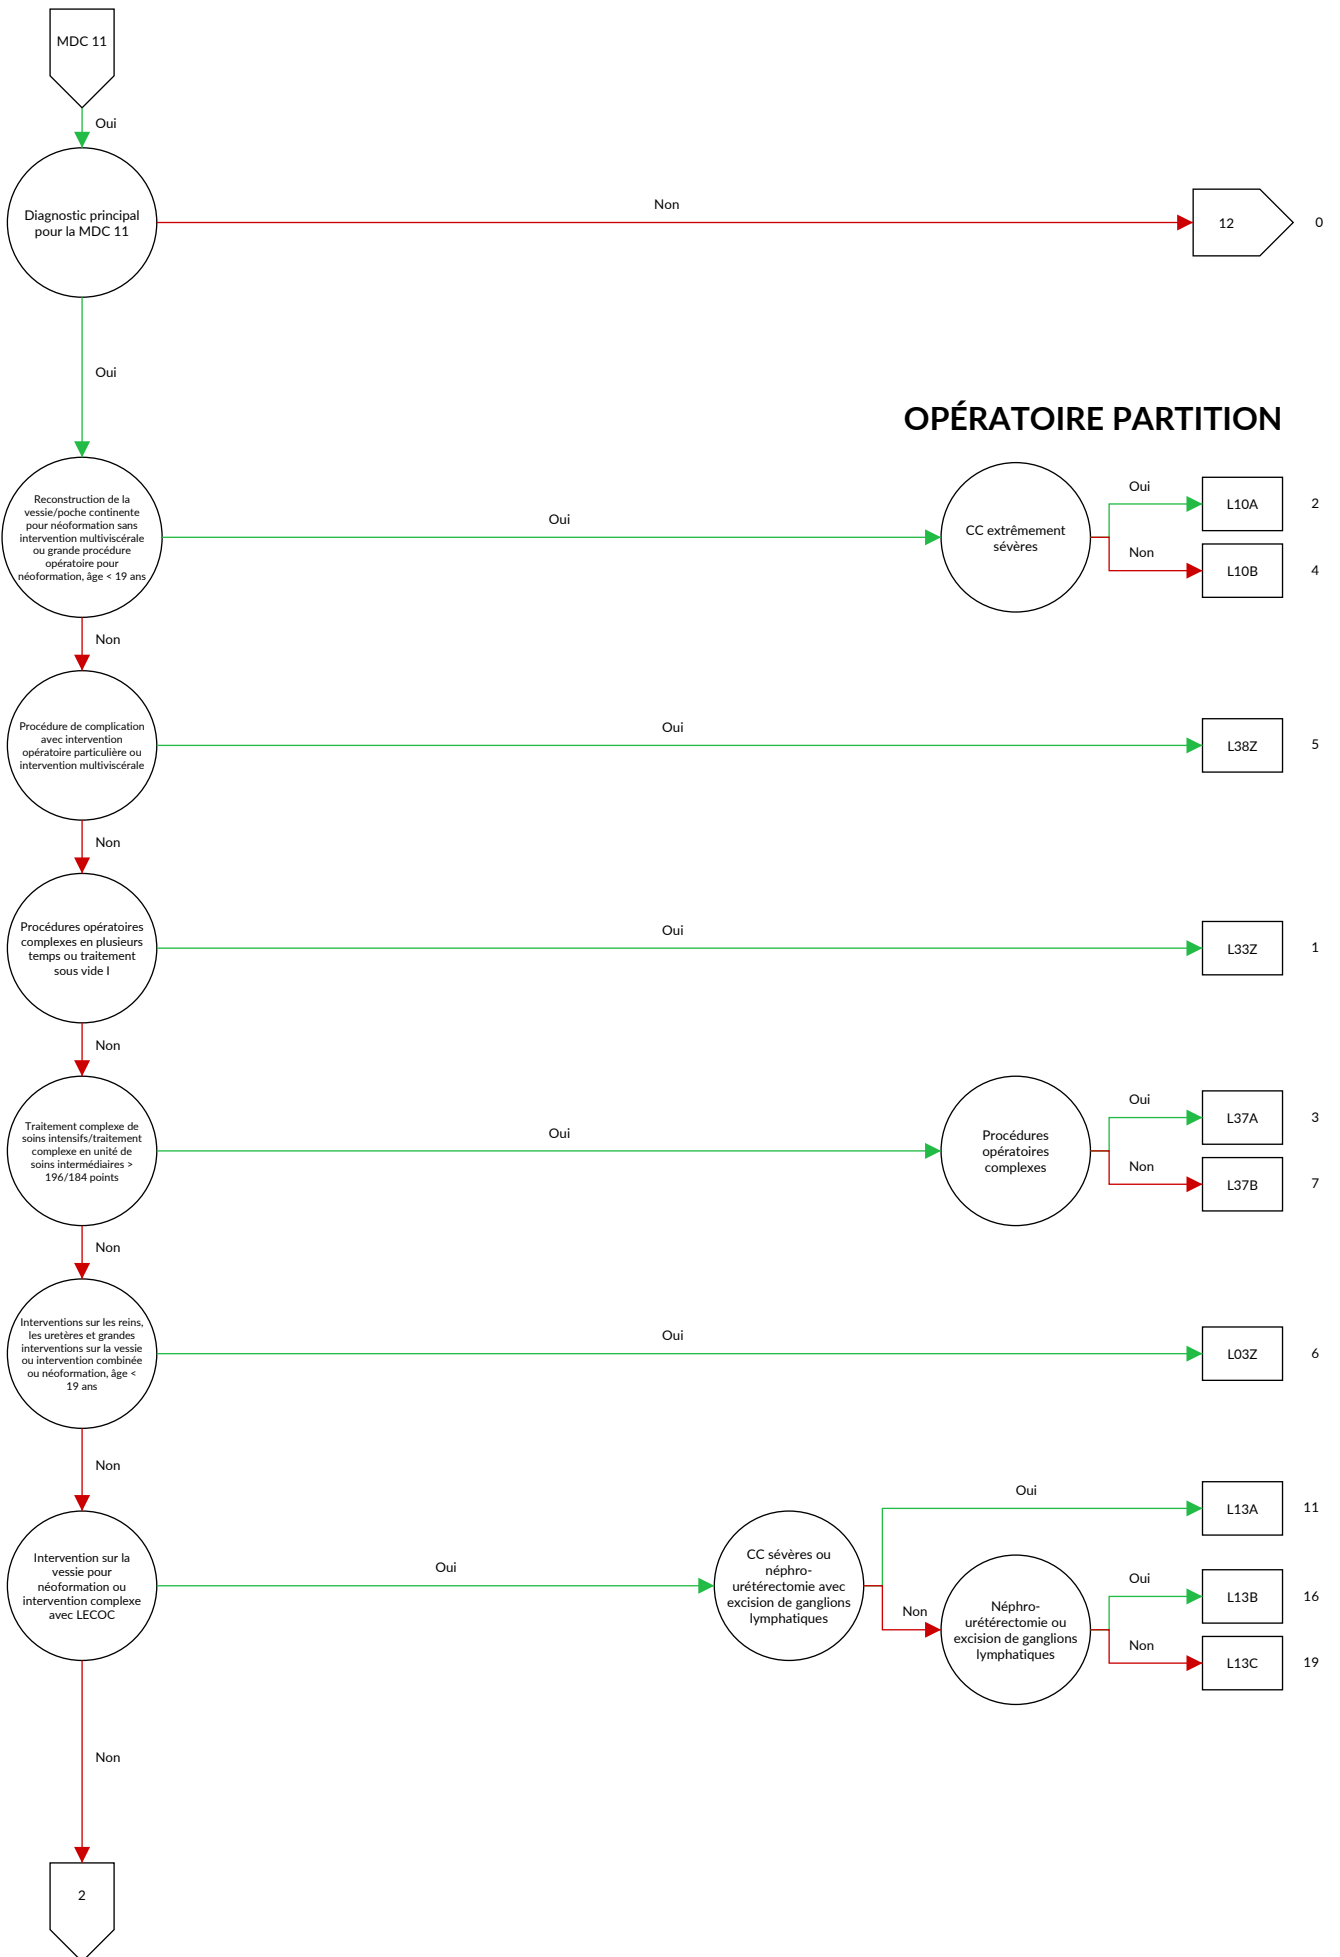 MDC 11
Oui
Diagnostic principal
pour la MDC 11
Non
12
0
Oui
OPÉRATOIRE PARTITION
Reconstruction de la
vessie/poche continente
pour néoformation sans
intervention multiviscérale
ou grande procédure
opératoire pour
néoformation, âge < 19 ans
Oui
CC extrêmement
sévères
Oui
L10A
2
Non
L10B
4
Non
Procédure de complication
avec intervention
opératoire particulière ou
intervention multiviscérale
Oui
L38Z
5
Non
Procédures opératoires
complexes en plusieurs
temps ou traitement
sous vide I
Oui
L33Z
1
Non
Traitement complexe de
soins intensifs/traitement
complexe en unité de
soins intermédiaires >
196/184 points
Oui
Procédures
opératoires
complexes
Oui
L37A
3
Non
L37B
7
Non
Interventions sur les reins,
les uretères et grandes
interventions sur la vessie
ou intervention combinée
ou néoformation, âge <
19 ans
Oui
L03Z
6
Non
Intervention sur la
vessie pour
néoformation ou
intervention complexe
avec LECOC
Oui
CC sévères ou
néphro-
urétérectomie avec
excision de ganglions
lymphatiques
Oui
L13A
11
Non
Néphro-
urétérectomie ou
excision de ganglions
lymphatiques
Oui
L13B
16
Non
L13C
19
Non
2